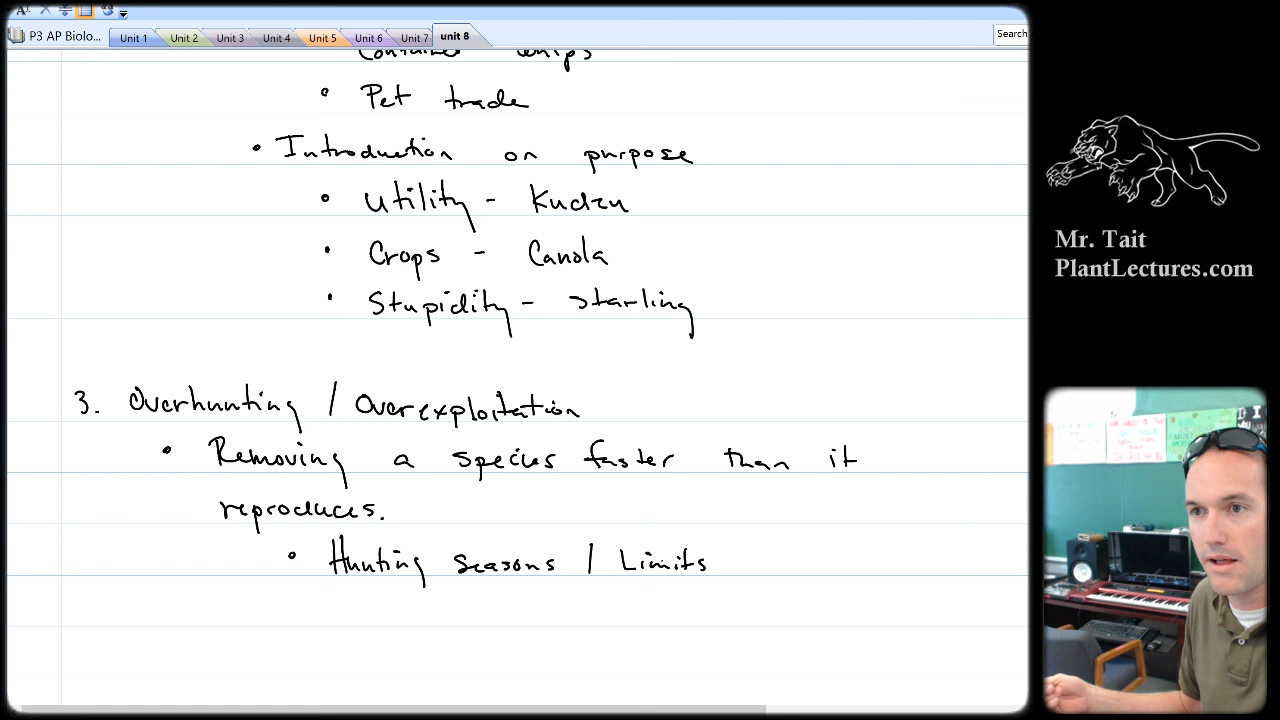 P3 AP Biolo...
Unit 1
Unit 2
Unit 3
Unit 4
Unit 5
Unit 6
Unit 7
unit 8
Search
Container ships
• Pet trade
• Introduction on purpose
• Utility - Kudzu
• Crops - Canola
• Stupidity - starling
3. Overhunting / Overexploitation
• Removing a species faster than it
reproduces.
• Hunting seasons / Limits
Mr. Tait
PlantLectures.com